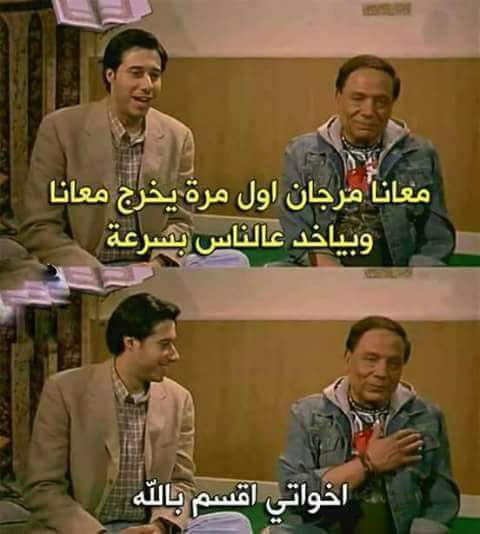 معانا مرجان اول مرة يخرج معانا
وبياخد عالناس بسرعة
اخواتي اقسم بالله